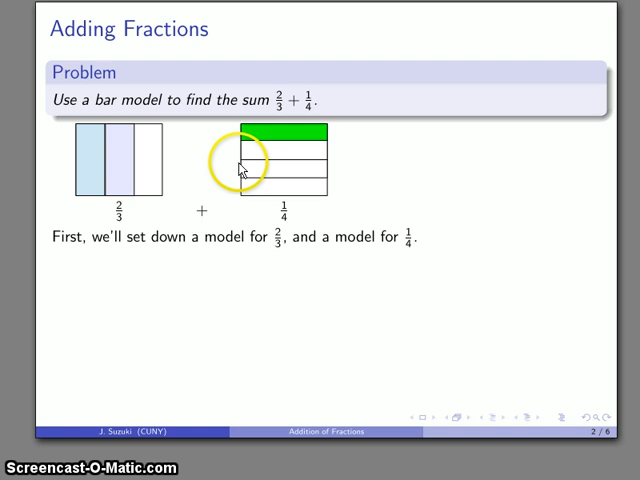 Adding Fractions
Problem
Use a bar model to find the sum 2/3 + 1/4.
2/3 + 1/4
First, we'll set down a model for 2/3, and a model for 1/4.
J. Suzuki (CUNY) Addition of Fractions 2 / 6
Screencast-O-Matic.com